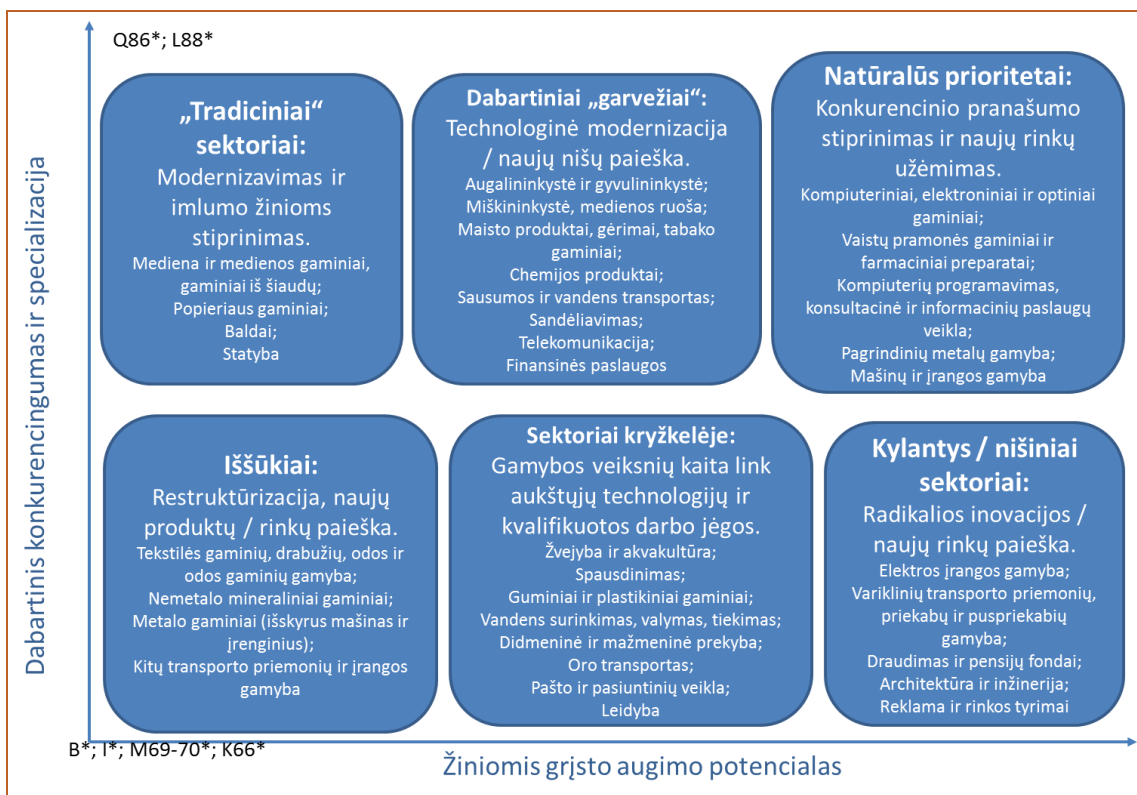 Q86*; L88*
„Tradiciniai“
sektoriai:
Modernizavimas ir
imlumo žinioms
stiprinimas.
Mediena ir medienos gaminiai,
gaminiai iš šiaudų;
Popieriaus gaminiai;
Baldai;
Statyba
Dabartiniai „garvežiai“:
Technologinė modernizacija
/ naujų nišų paieška.
Augalininkystė ir gyvulininkystė;
Miškininkystė, medienos ruoša;
Maisto produktai, gėrimai, tabako
gaminiai;
Chemijos produktai;
Sausumos ir vandens transportas;
Sandėliavimas;
Telekomunikacija;
Finansinės paslaugos
Natūralūs prioritetai:
Konkurencinio pranašumo
stiprinimas ir naujų rinkų
užėmimas.
Kompiuteriniai, elektroniniai ir optiniai
gaminiai;
Vaistų pramonės gaminiai ir
farmaciniai preparatai;
Kompiuterių programavimas,
konsultacinė ir informacinių paslaugų
veikla;
Pagrindinių metalų gamyba;
Mašinų ir įrangos gamyba
Dabartinis konkurencingumas ir specializacija
Iššūkiai:
Restruktūrizacija, naujų
produktų / rinkų paieška.
Tekstilės gaminių, drabužių, odos ir
odos gaminių gamyba;
Nemetalo mineraliniai gaminiai;
Metalo gaminiai (išskyrus mašinas ir
įrenginius);
Kitų transporto priemonių ir įrangos
gamyba
Sektoriai kryžkelėje:
Gamybos veiksnių kaita link
aukštųjų technologijų ir
kvalifikuotos darbo jėgos.
Žvejyba ir akvakultūra;
Spausdinimas;
Guminiai ir plastikiniai gaminiai;
Vandens surinkimas, valymas, tiekimas;
Didmeninė ir mažmeninė prekyba;
Oro transportas;
Pašto ir pasiuntinių veikla;
Leidyba
Kylantys / nišiniai
sektoriai:
Radikalios inovacijos /
naujų rinkų paieška.
Elektros įrangos gamyba;
Variklinių transporto priemonių,
priekabų ir puspriekabių
gamyba;
Draudimas ir pensijų fondai;
Architektūra ir inžinerija;
Reklama ir rinkos tyrimai
B*; I*; M69-70*; K66*
Žiniomis grįsto augimo potencialas